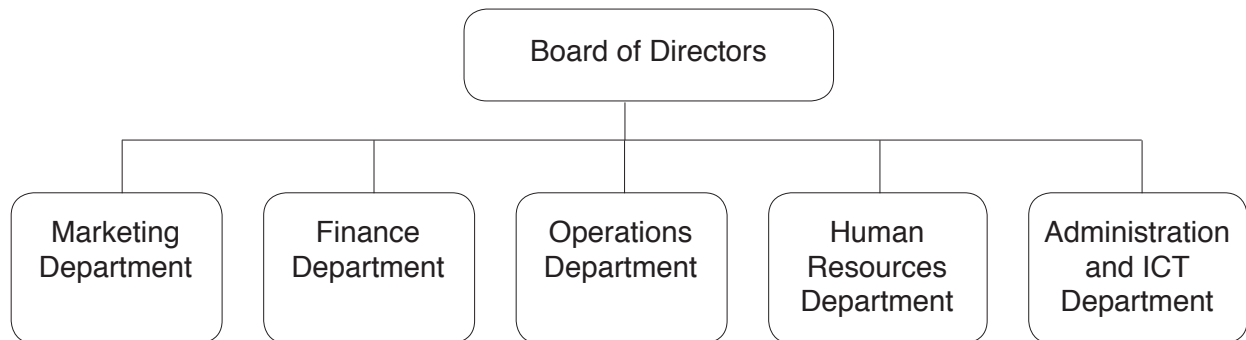 Board of Directors
Marketing
Department
Finance
Department
Operations
Department
Human
Resources
Department
Administration
and ICT
Department